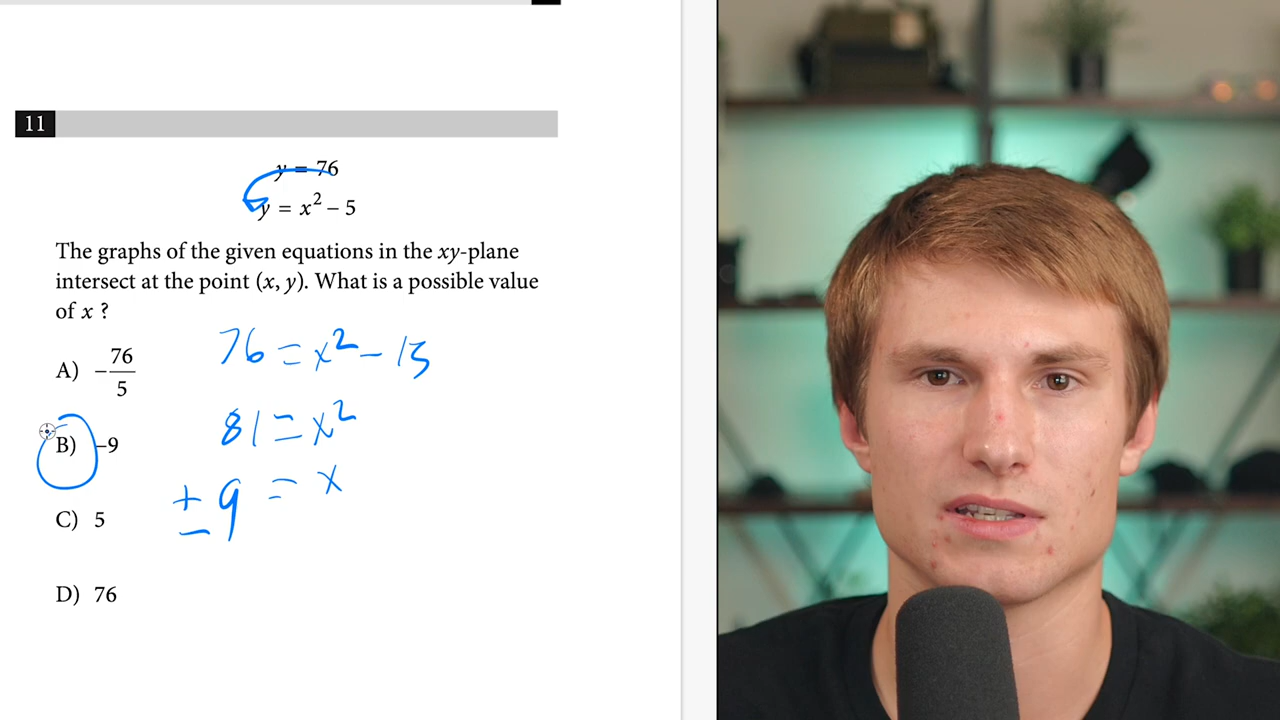 11
y = 76
y = x² – 5
The graphs of the given equations in the xy-plane
intersect at the point (x, y). What is a possible value
of x ?
A) –76/5
B) –9
C) 5
D) 76
76 = x² – 15
81 = x²
± 9 = x